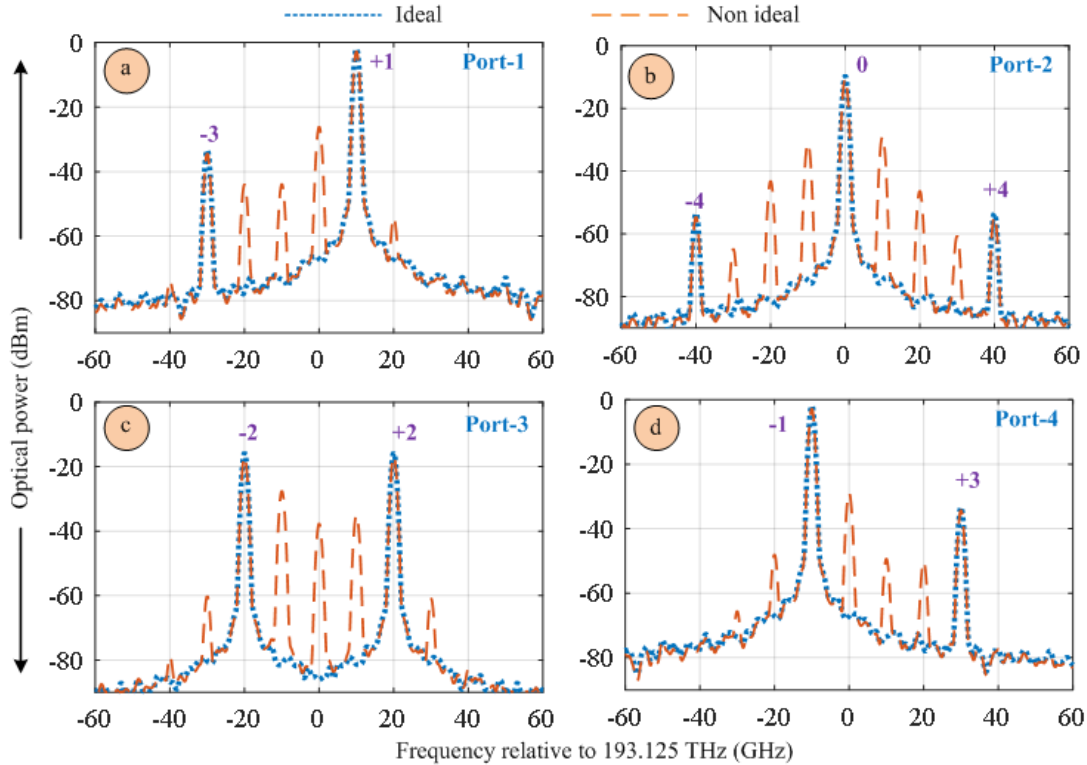 Ideal Non ideal
a +1 Port-1
-3
0
-20
-40
-60
-80
-60 -40 -20 0 20 40 60
b 0 Port-2
-4 +4
0
-20
-40
-60
-80
-60 -40 -20 0 20 40 60
c -2 +2 Port-3
0
-20
-40
-60
-80
-60 -40 -20 0 20 40 60
d -1 Port-4
+3
0
-20
-40
-60
-80
-60 -40 -20 0 20 40 60
Optical power (dBm)
Frequency relative to 193.125 THz (GHz)